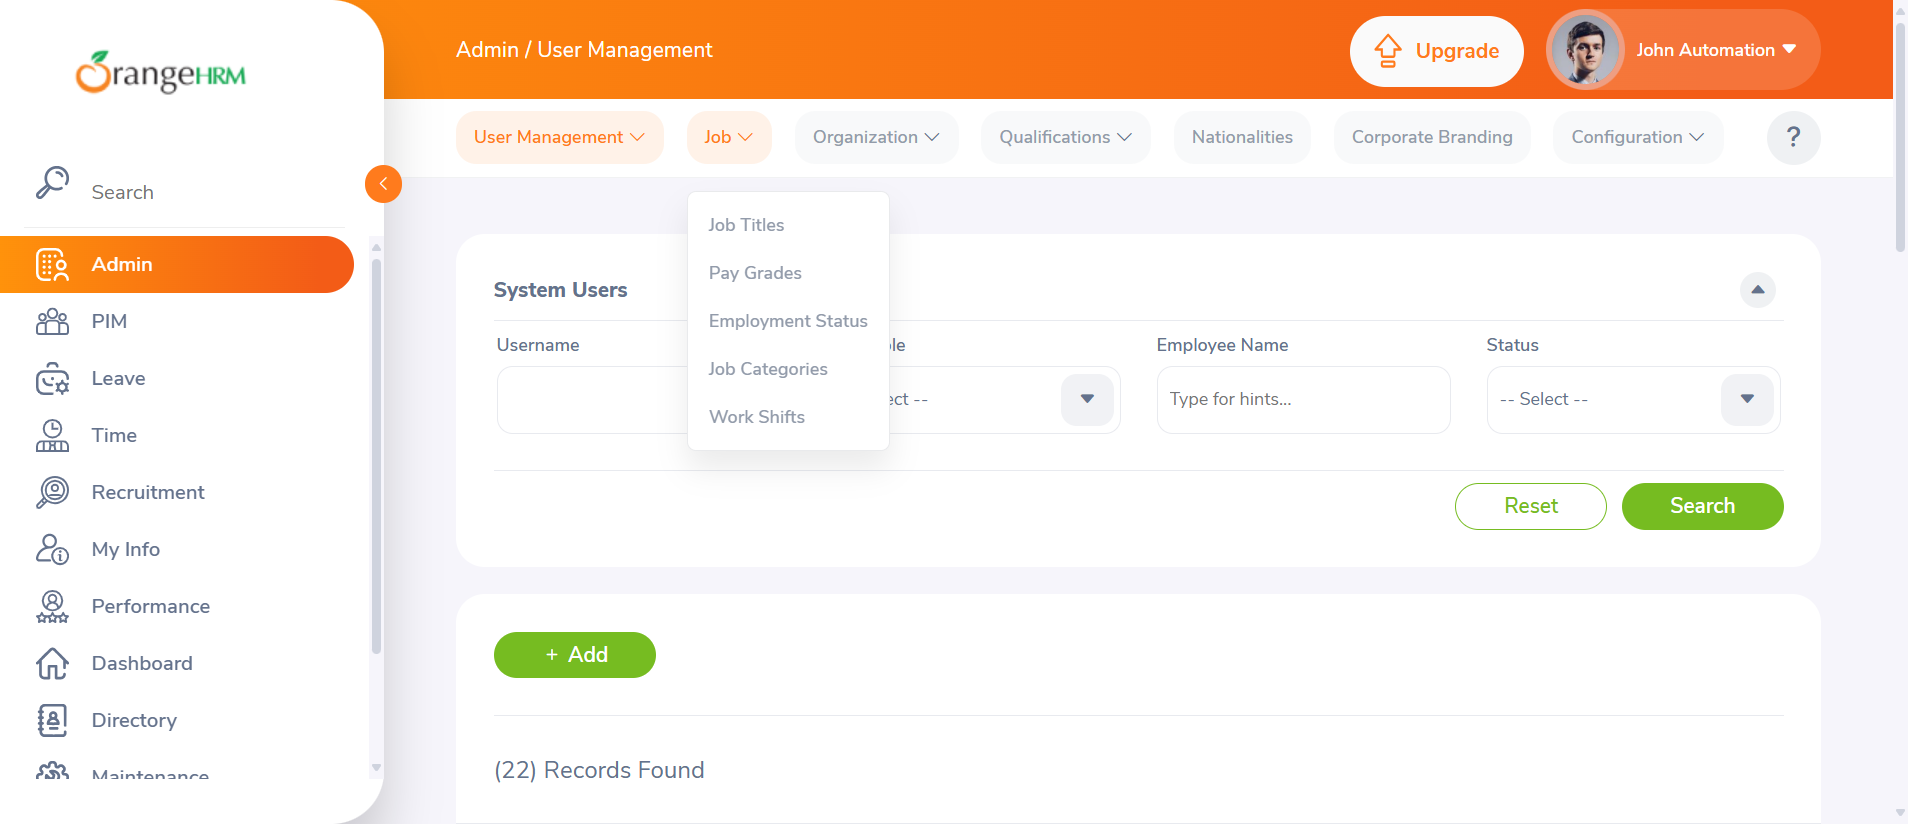 OrangeHRM
Admin / User Management
Upgrade
John Automation
User Management
Job
Organization
Qualifications
Nationalities
Corporate Branding
Configuration
?
Search
Admin
PIM
Leave
Time
Recruitment
My Info
Performance
Dashboard
Directory
Maintenance
Job Titles
Pay Grades
Employment Status
Job Categories
Work Shifts
System Users
Username
le
Employee Name
Status
ect --
Type for hints...
-- Select --
Reset
Search
+ Add
(22) Records Found